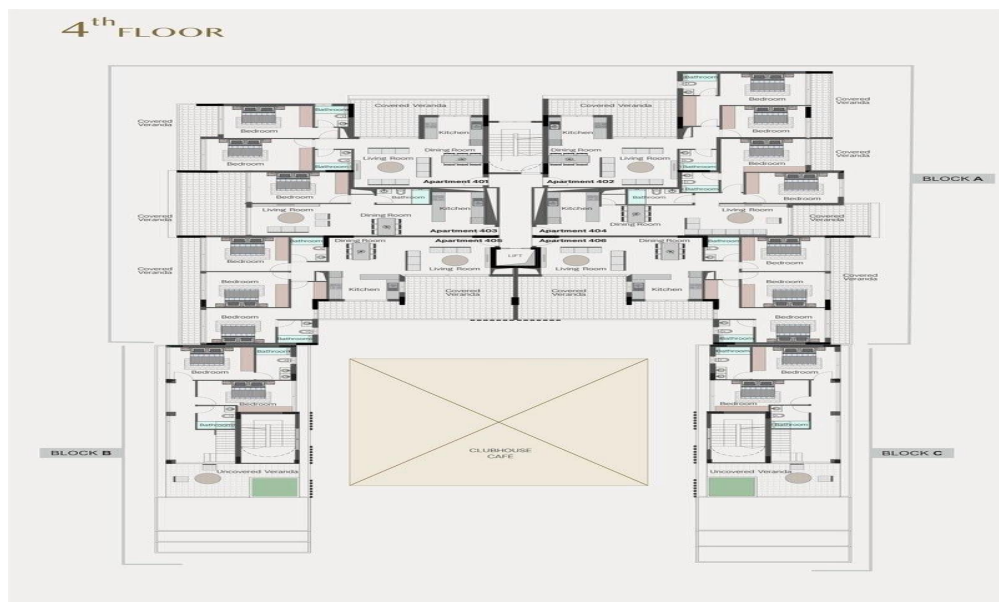 4th FLOOR
Bathroom
Bedroom
Covered
Veranda
Covered Veranda
Covered Veranda
Bathroom
Bedroom
Covered
Veranda
Bedroom
Kitchen
Kitchen
Dining Room
Dining Room
Living Room
Living Room
Bedroom
Bathroom
Bathroom
Bedroom
Covered
Veranda
Apartment 401
Apartment 402
Bathroom
BLOCK A
Bedroom
Bathroom
Bathroom
Bedroom
Covered
Veranda
Living Room
Dining Room
Kitchen
Kitchen
Dining Room
Living Room
Covered
Veranda
Apartment 403
Apartment 404
Bedroom
Bathroom
Dining Room
Apartment 405
Apartment 406
Dining Room
Bathroom
Bedroom
LIFT
Covered
Veranda
Living Room
Living Room
Covered
Veranda
Bedroom
Kitchen
Covered
Veranda
Covered
Veranda
Kitchen
Bedroom
Bedroom
Bathroom
Bathroom
Bedroom
Bathroom
Bedroom
Bathroom
Bedroom
Bedroom
Bedroom
Bathroom
Bathroom
BLOCK B
CLUBHOUSE
CAFÉ
BLOCK C
Uncovered Veranda
Uncovered Veranda